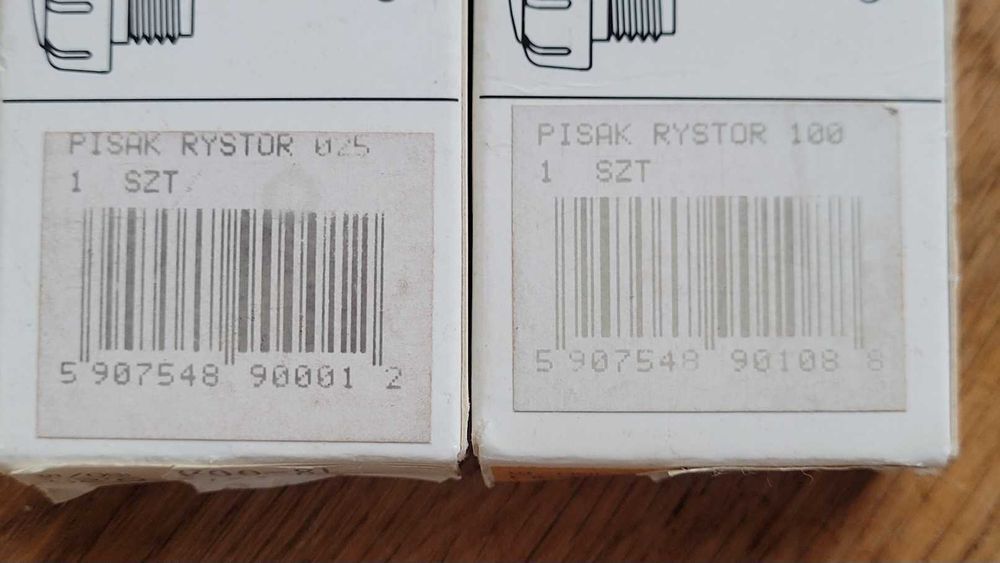 PISAK RYSTOR 025
1 SZT
5 907548 90001 2
PISAK RYSTOR 100
1 SZT
5 907548 90108 8